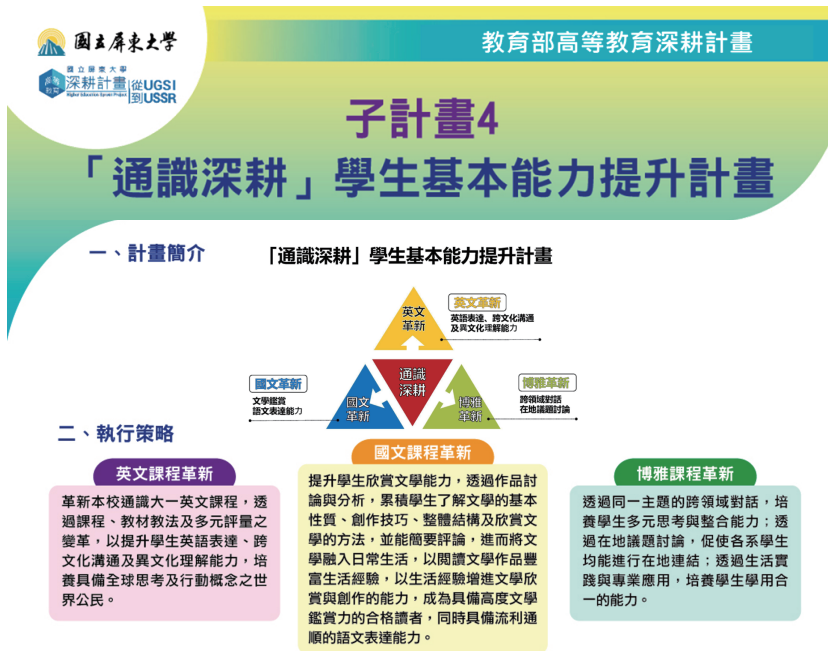 國立屏東大學
教育部高等教育深耕計畫
國立屏東大學
高等教育
深耕計畫
Higher Education Sprout Project
從UGSI
到USSR
子計畫4
「通識深耕」學生基本能力提升計畫
一、計畫簡介
「通識深耕」學生基本能力提升計畫
英文
革新
英文革新
英語表達、跨文化溝通
及異文化理解能力
通識
深耕
國文革新
文學鑑賞
語文表達能力
國文
革新
博雅
革新
博雅革新
跨領域對話
在地議題討論
二、執行策略
英文課程革新
革新本校通識大一英文課程，透
過課程、教材教法及多元評量之
變革，以提升學生英語表達、跨
文化溝通及異文化理解能力，培
養具備全球思考及行動概念之世
界公民。
國文課程革新
提升學生欣賞文學能力，透過作品討
論與分析，累積學生了解文學的基本
性質、創作技巧、整體結構及欣賞文
學的方法，並能簡要評論，進而將文
學融入日常生活，以閱讀文學作品豐
富生活經驗，以生活經驗增進文學欣
賞與創作的能力，成為具備高度文學
鑑賞力的合格讀者，同時具備流利通
順的語文表達能力。
博雅課程革新
透過同一主題的跨領域對話，培
養學生多元思考與整合能力；透
過在地議題討論，促使各系學生
均能進行在地連結；透過生活實
踐與專業應用，培養學生學用合
一的能力。